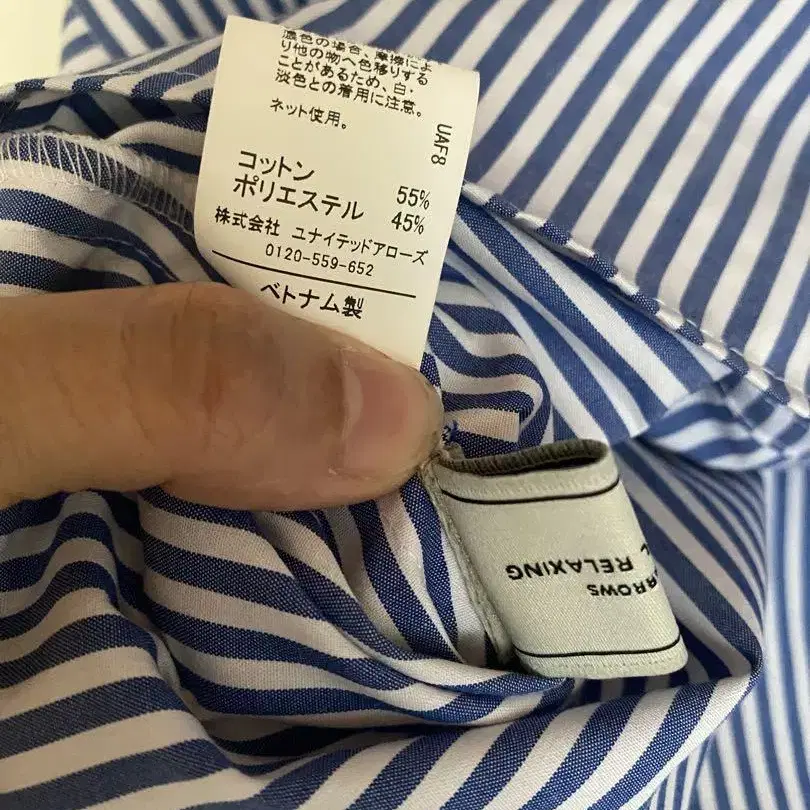 濃色の場合、摩擦によ
り他の物へ色移りする
ことがあるため、白・
淡色との着用に注意。
ネット使用。
UAF8
コットン 55%
ポリエステル 45%
株式会社 ユナイテッドアローズ
0120-559-652
ベトナム製
RELAXING